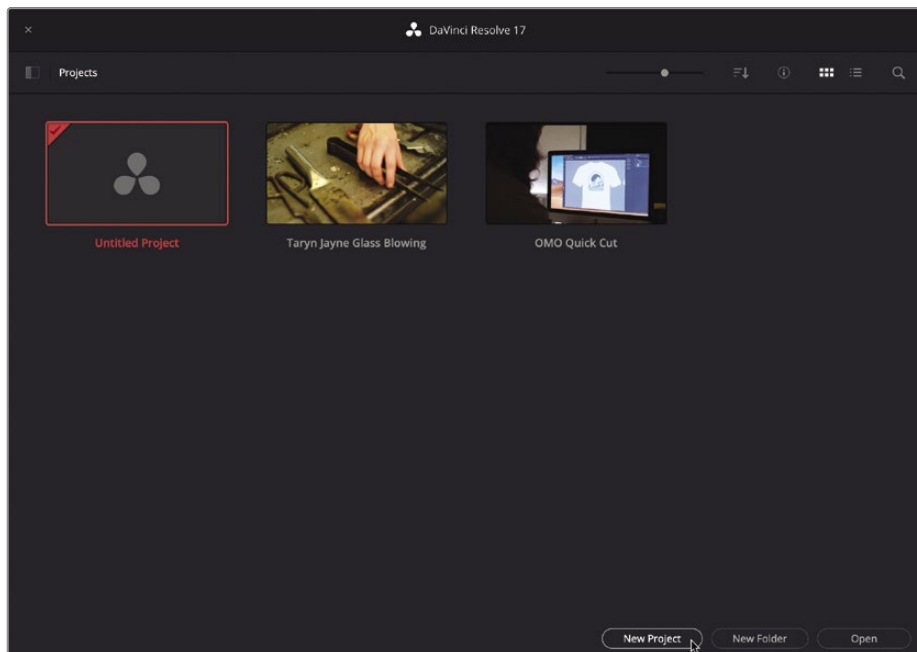 DaVinci Resolve 17
Projects
Untitled Project
Taryn Jayne Glass Blowing
OMO Quick Cut
New Project
New Folder
Open